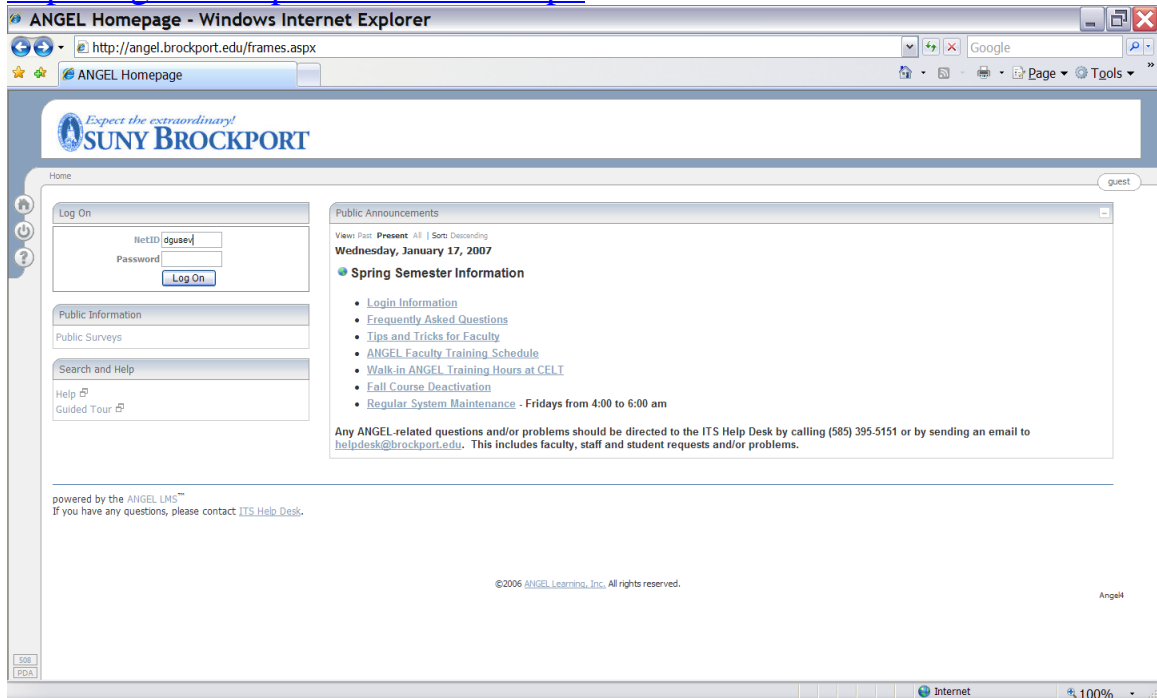 ANGEL Homepage - Windows Internet Explorer
http://angel.brockport.edu/frames.aspx
Google
ANGEL Homepage
Page
Tools
»
Expect the extraordinary!
SUNY BROCKPORT
Home
guest
Log On
NetID dgusev
Password
Log On
Public Information
Public Surveys
Search and Help
Help
Guided Tour
Public Announcements
View: Past Present All | Sort: Descending
Wednesday, January 17, 2007
Spring Semester Information
• Login Information
• Frequently Asked Questions
• Tips and Tricks for Faculty
• ANGEL Faculty Training Schedule
• Walk-in ANGEL Training Hours at CELT
• Fall Course Deactivation
• Regular System Maintenance - Fridays from 4:00 to 6:00 am
Any ANGEL-related questions and/or problems should be directed to the ITS Help Desk by calling (585) 395-5151 or by sending an email to
helpdesk@brockport.edu. This includes faculty, staff and student requests and/or problems.
powered by the ANGEL LMS™
If you have any questions, please contact ITS Help Desk.
©2006 ANGEL Learning, Inc. All rights reserved.
Angel4
508
PDA
Internet
100%